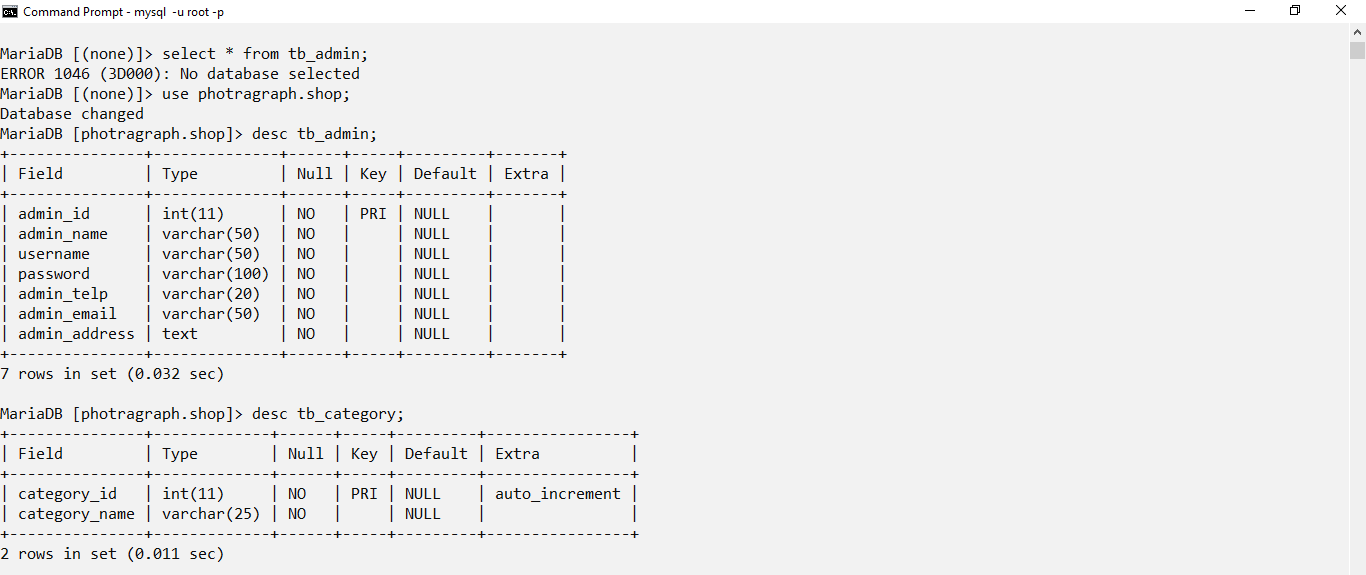 Command Prompt - mysql -u root -p
MariaDB [(none)]> select * from tb_admin;
ERROR 1046 (3D000): No database selected
MariaDB [(none)]> use photragraph.shop;
Database changed
MariaDB [photragraph.shop]> desc tb_admin;
+---------------+--------------+------+-----+---------+-------+
| Field         | Type         | Null | Key | Default | Extra |
+---------------+--------------+------+-----+---------+-------+
| admin_id      | int(11)      | NO   | PRI | NULL    |       |
| admin_name    | varchar(50)  | NO   |     | NULL    |       |
| username      | varchar(50)  | NO   |     | NULL    |       |
| password      | varchar(100) | NO   |     | NULL    |       |
| admin_telp    | varchar(20)  | NO   |     | NULL    |       |
| admin_email   | varchar(50)  | NO   |     | NULL    |       |
| admin_address | text         | NO   |     | NULL    |       |
+---------------+--------------+------+-----+---------+-------+
7 rows in set (0.032 sec)
MariaDB [photragraph.shop]> desc tb_category;
+---------------+-------------+------+-----+---------+----------------+
| Field         | Type        | Null | Key | Default | Extra          |
+---------------+-------------+------+-----+---------+----------------+
| category_id   | int(11)     | NO   | PRI | NULL    | auto_increment |
| category_name | varchar(25) | NO   |     | NULL    |                |
+---------------+-------------+------+-----+---------+----------------+
2 rows in set (0.011 sec)